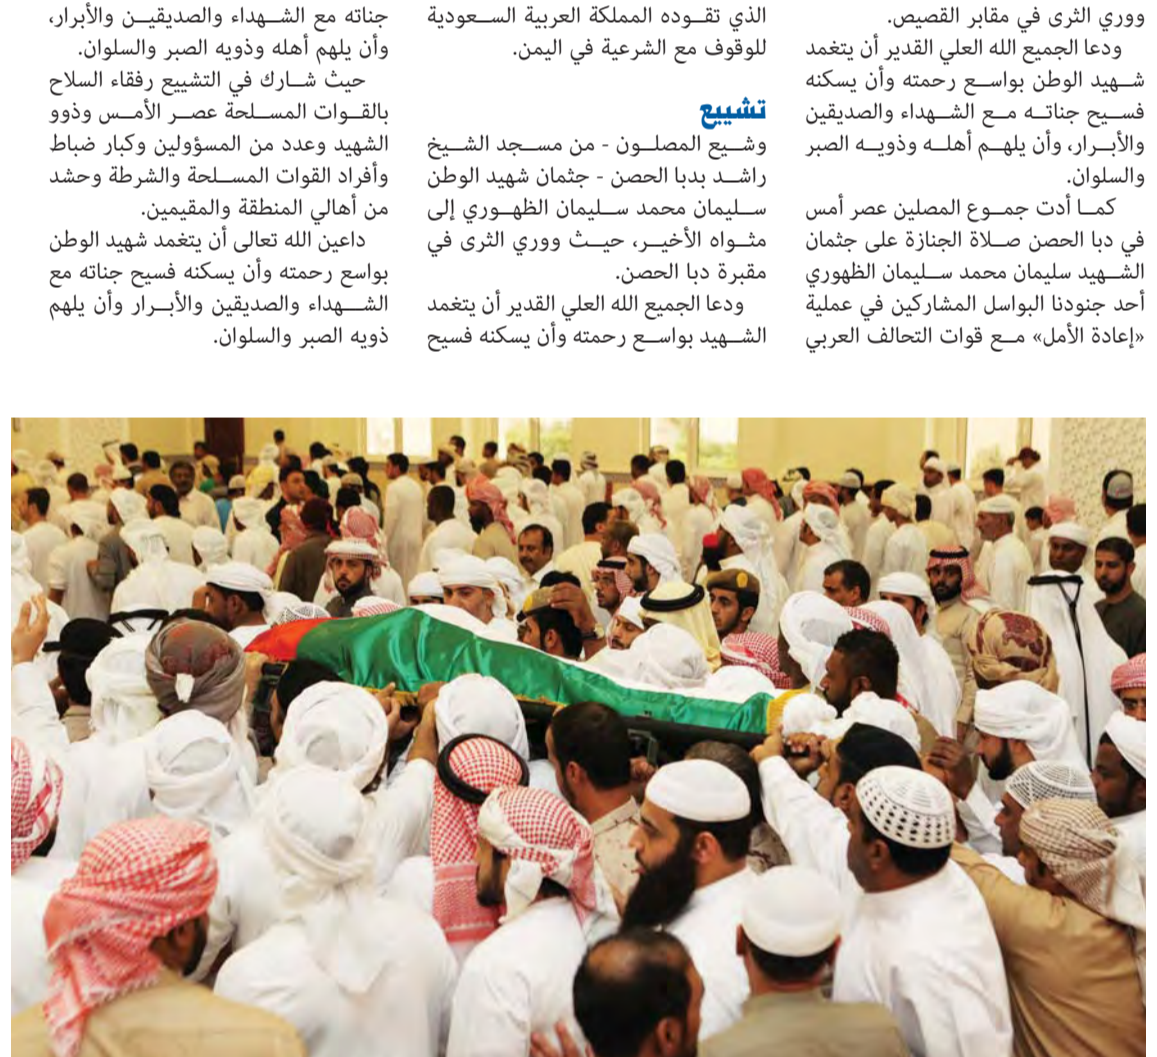 ووري الثرى في مقابر القصيص.
ودعا الجميع الله العلي القدير أن يتغمد
شهيد الوطن بواسع رحمته وأن يسكنه
فسيح جناته مع الشهداء والصديقين
والأبرار، وأن يلهم أهله وذويه الصبر
والسلوان.
كما أدت جموع المصلين عصر أمس
في دبا الحصن صلاة الجنازة على جثمان
الشهيد سليمان محمد سليمان الظهوري
أحد جنودنا البواسل المشاركين في عملية
«إعادة الأمل» مع قوات التحالف العربي
الذي تقوده المملكة العربية السعودية
للوقوف مع الشرعية في اليمن.
تشييع
وشيع المصلون - من مسجد الشيخ
راشد بدبا الحصن - جثمان شهيد الوطن
سليمان محمد سليمان الظهوري إلى
مثواه الأخير، حيث ووري الثرى في
مقبرة دبا الحصن.
ودعا الجميع الله العلي القدير أن يتغمد
الشهيد بواسع رحمته وأن يسكنه فسيح
جناته مع الشهداء والصديقين والأبرار،
وأن يلهم أهله وذويه الصبر والسلوان.
حيث شارك في التشييع رفقاء السلاح
بالقوات المسلحة عصر الأمس وذوو
الشهيد وعدد من المسؤولين وكبار ضباط
وأفراد القوات المسلحة والشرطة وحشد
من أهالي المنطقة والمقيمين.
داعين الله تعالى أن يتغمد شهيد الوطن
بواسع رحمته وأن يسكنه فسيح جناته مع
الشهداء والصديقين والأبرار وأن يلهم
ذويه الصبر والسلوان.